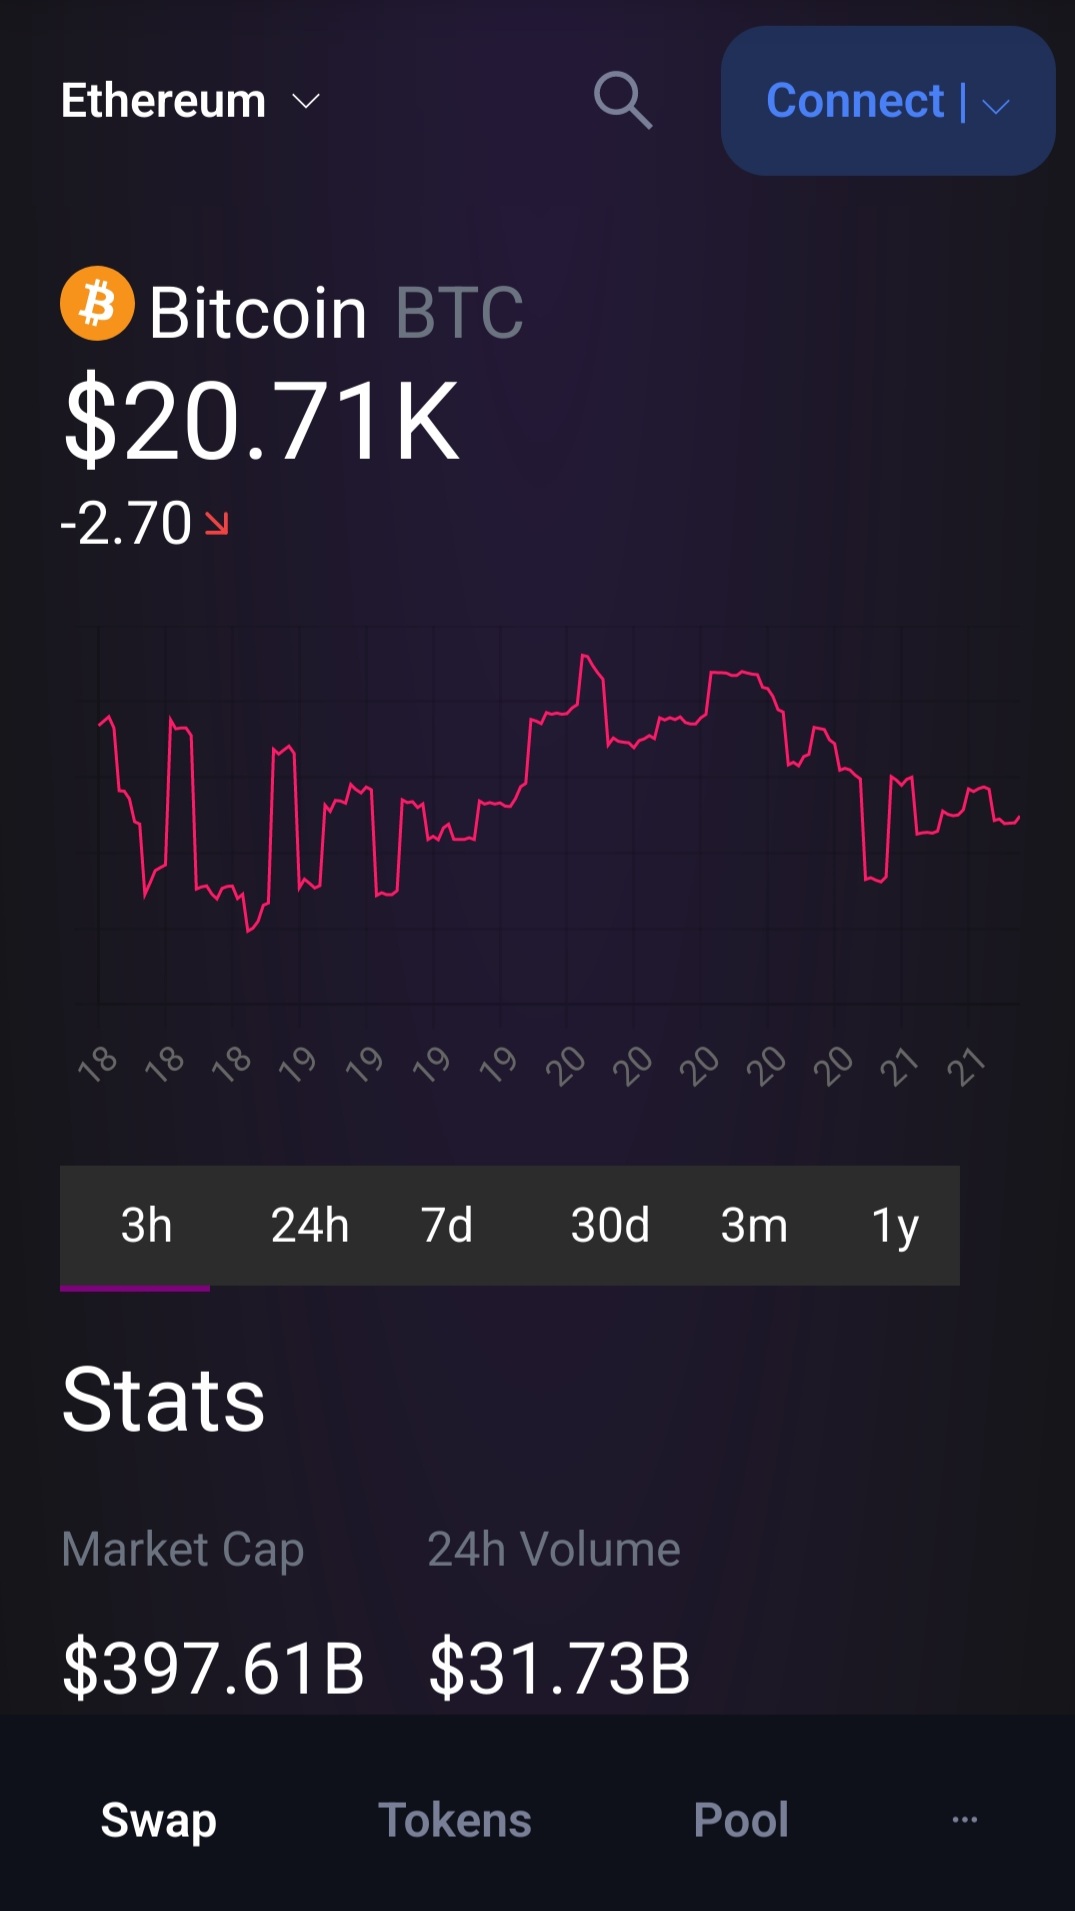 Ethereum
Connect |
Bitcoin BTC
$20.71K
-2.70
18 18 18 19 19 19 19 20 20 20 20 20 21 21
3h 24h 7d 30d 3m 1y
Stats
Market Cap 24h Volume
$397.61B $31.73B
Swap Tokens Pool ...